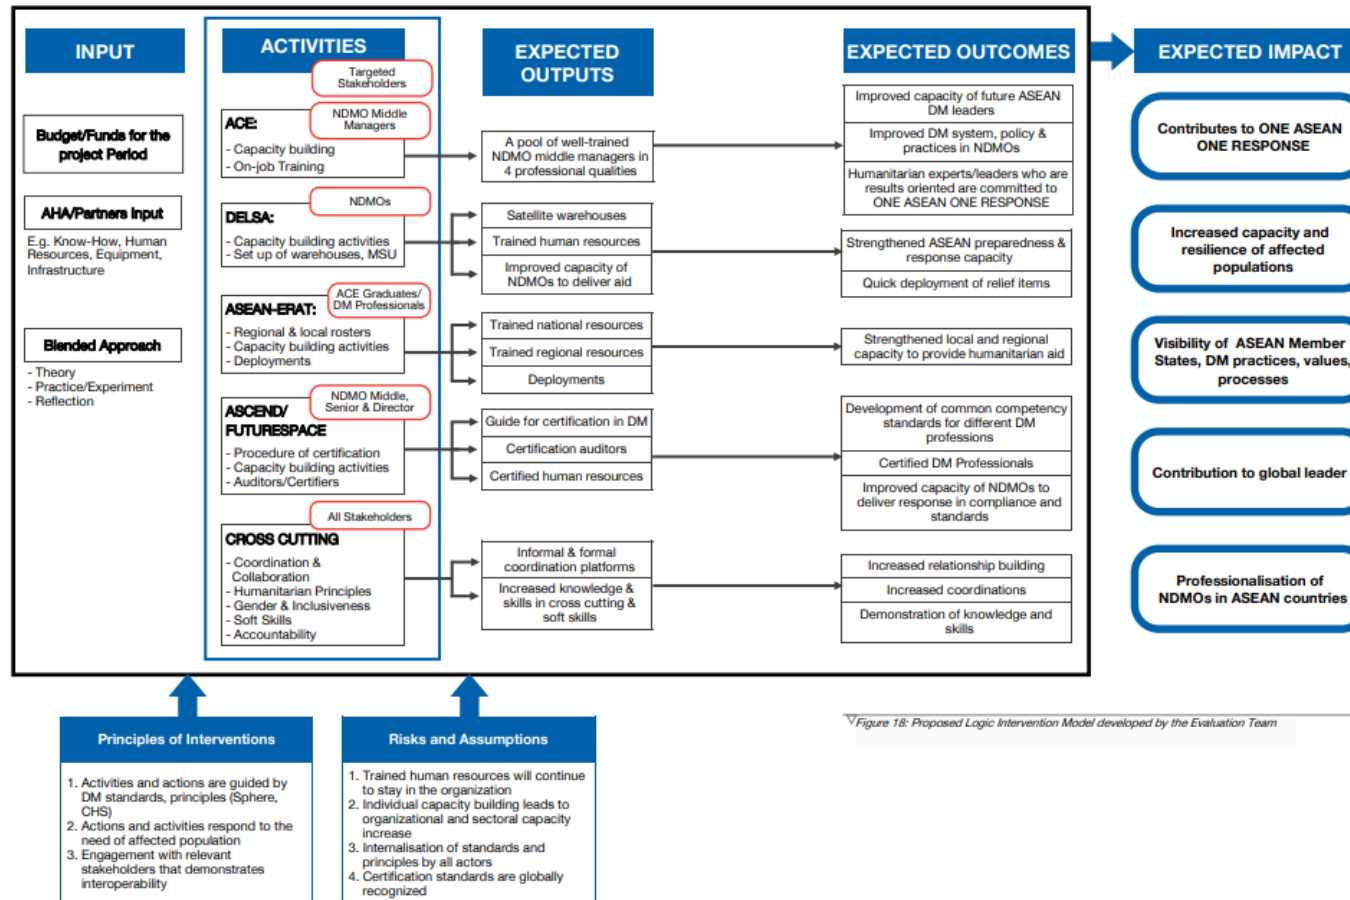 INPUT
Budget/Funds for the
project Period
AHA/Partners Input
E.g. Know-How, Human
Resources, Equipment,
Infrastructure
Blended Approach
- Theory
- Practice/Experiment
- Reflection
ACTIVITIES
Targeted
Stakeholders
NDMO Middle
Managers
ACE:
- Capacity building
- On-job Training
NDMOs
DELSA:
- Capacity building activities
- Set up of warehouses, MSU
ACE Graduates/
DM Professionals
ASEAN-ERAT:
- Regional & local rosters
- Capacity building activities
- Deployments
NDMO Middle,
Senior & Director
ASCEND/
FUTURESPACE
- Procedure of certification
- Capacity building activities
- Auditors/Certifiers
All Stakeholders
CROSS CUTTING
- Coordination &
Collaboration
- Humanitarian Principles
- Gender & Inclusiveness
- Soft Skills
- Accountability
EXPECTED
OUTPUTS
A pool of well-trained
NDMO middle managers in
4 professional qualities
Satellite warehouses
Trained human resources
Improved capacity of
NDMOs to deliver aid
Trained national resources
Trained regional resources
Deployments
Guide for certification in DM
Certification auditors
Certified human resources
Informal & formal
coordination platforms
Increased knowledge &
skills in cross cutting &
soft skills
EXPECTED OUTCOMES
Improved capacity of future ASEAN
DM leaders
Improved DM system, policy &
practices in NDMOs
Humanitarian experts/leaders who are
results oriented are committed to
ONE ASEAN ONE RESPONSE
Strengthened ASEAN preparedness &
response capacity
Quick deployment of relief items
Strengthened local and regional
capacity to provide humanitarian aid
Development of common competency
standards for different DM
professions
Certified DM Professionals
Improved capacity of NDMOs to
deliver response in compliance and
standards
Increased relationship building
Increased coordinations
Demonstration of knowledge and
skills
EXPECTED IMPACT
Contributes to ONE ASEAN
ONE RESPONSE
Increased capacity and
resilience of affected
populations
Visibility of ASEAN Member
States, DM practices, values,
processes
Contribution to global leader
Professionalisation of
NDMOs in ASEAN countries
Principles of Interventions
1. Activities and actions are guided by
DM standards, principles (Sphere,
CHS)
2. Actions and activities respond to the
need of affected population
3. Engagement with relevant
stakeholders that demonstrates
interoperability
Risks and Assumptions
1. Trained human resources will continue
to stay in the organization
2. Individual capacity building leads to
organizational and sectoral capacity
increase
3. Internalisation of standards and
principles by all actors
4. Certification standards are globally
recognized
Figure 18: Proposed Logic Intervention Model developed by the Evaluation Team